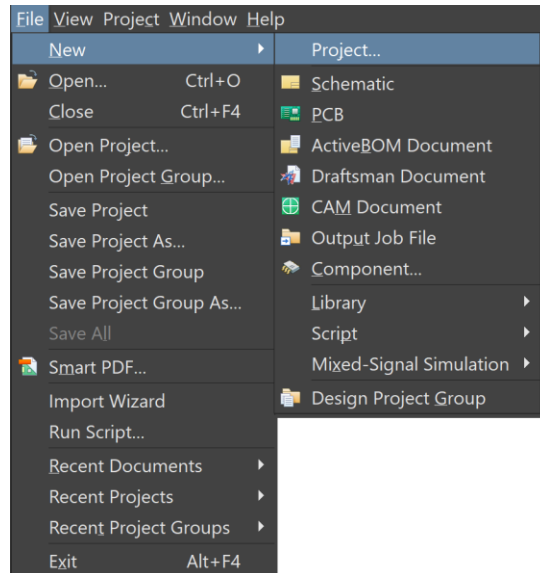 File View Project Window Help
New
Open... Ctrl+O
Close Ctrl+F4
Open Project...
Open Project Group...
Save Project
Save Project As...
Save Project Group
Save Project Group As...
Save All
Smart PDF...
Import Wizard
Run Script...
Recent Documents
Recent Projects
Recent Project Groups
Exit Alt+F4
Project...
Schematic
PCB
ActiveBOM Document
Draftsman Document
CAM Document
Output Job File
Component...
Library
Script
Mixed-Signal Simulation
Design Project Group